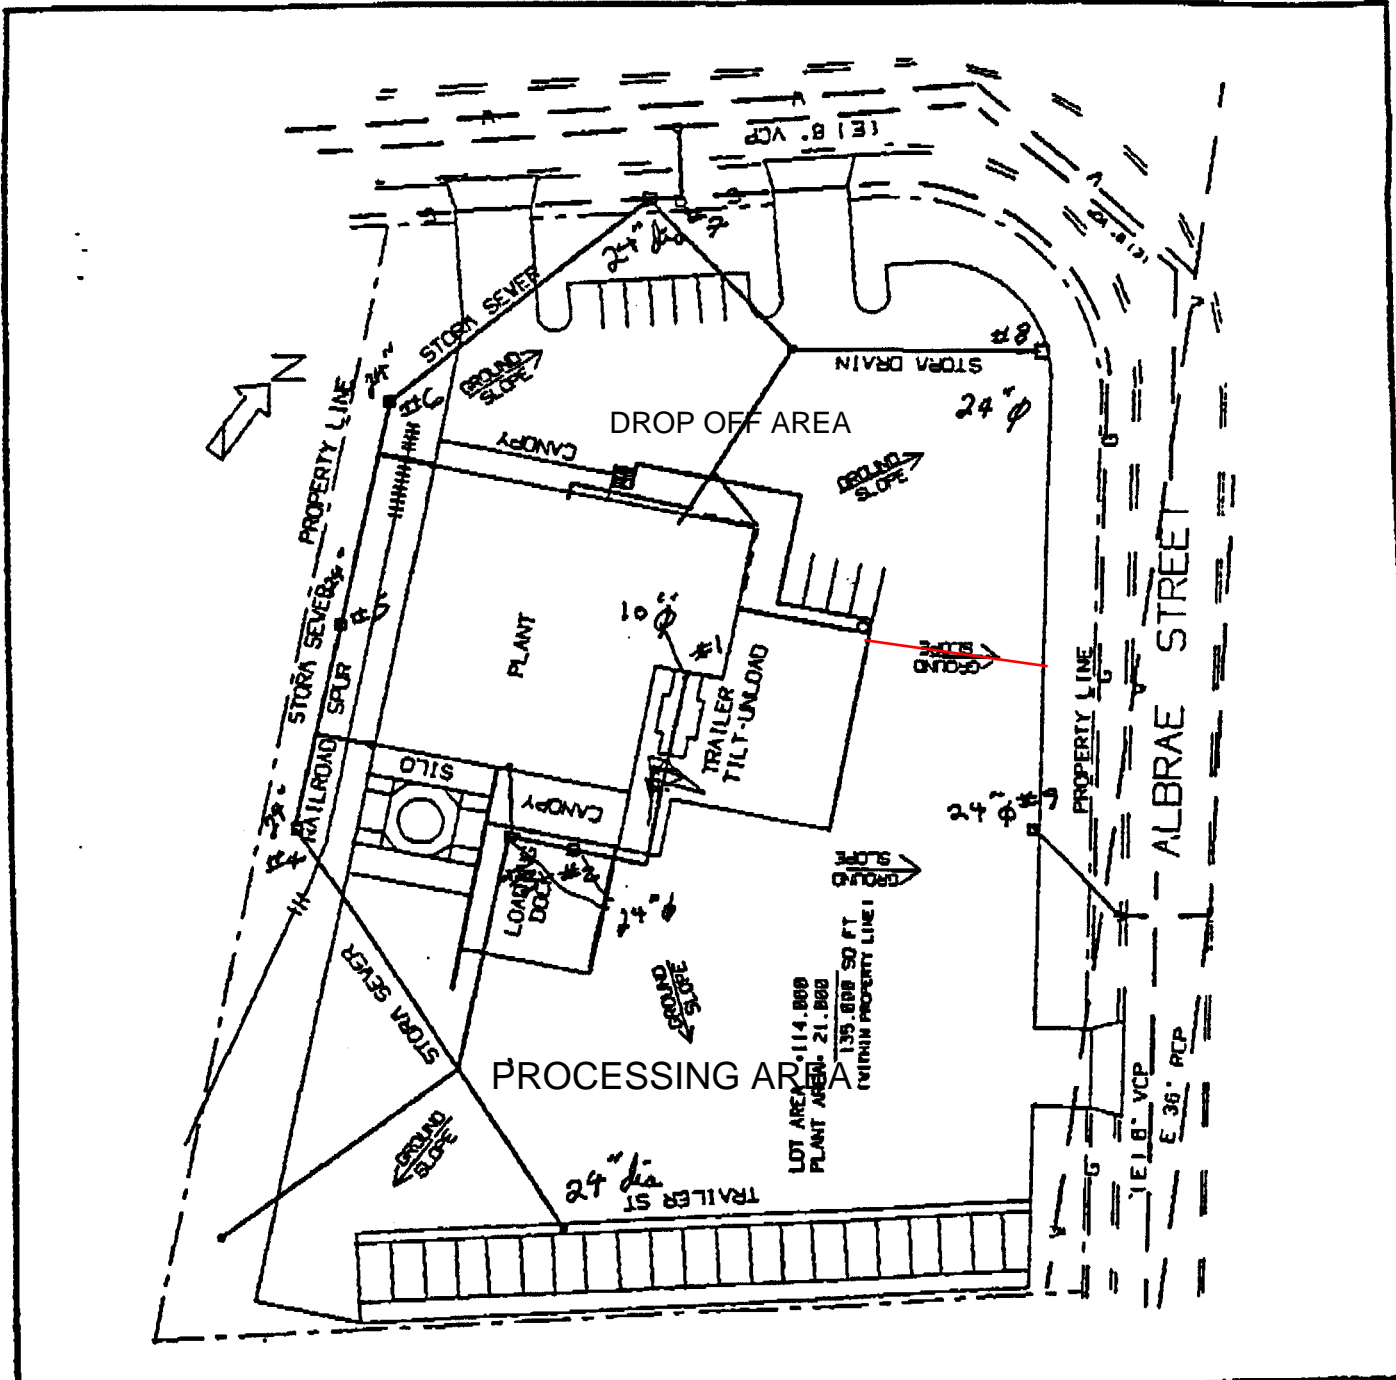 (E) 8" VCP
24" dia
#7
STORM SEWER
24"
#6
GROUND
SLOPE
N
PROPERTY LINE
#8
STORM DRAIN
24" ø
DROP OFF AREA
CANOPY
GROUND
SLOPE
ALBRAE STREET
STORM SEWER
#5
RAILROAD SPUR
PLANT
10" ø
#1
TRAILER
TILT-UNLOAD
GROUND
SLOPE
PROPERTY LINE
SILO
CANOPY
#4
LOADING
DOCK
#2
24" ø
24" ø
GROUND
SLOPE
STORM SEWER
GROUND
SLOPE
LOT AREA = 114,000
PLANT AREA = 21,000
135,000 SQ FT
(WITHIN PROPERTY LINE)
PROCESSING AREA
GROUND
SLOPE
24" dia
TRAILER ST
(E) 8" VCP
E 36" RCP
G
G
G